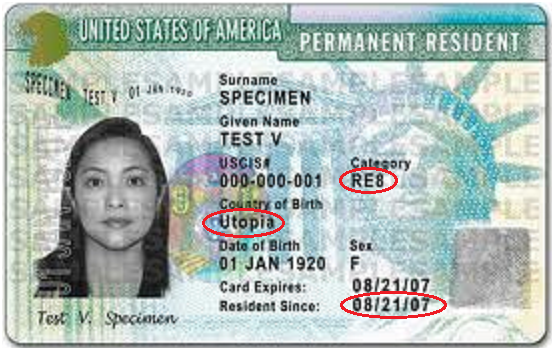 UNITED STATES OF AMERICA
PERMANENT RESIDENT
SPECIMEN TEST V 01 JAN 1920
Surname
SPECIMEN
Given Name
TEST V
USCIS# Category
000-000-001 RE8
Country of Birth
Utopia
Date of Birth Sex
01 JAN 1920 F
Card Expires: 08/21/07
Resident Since: 08/21/07
Test V. Specimen